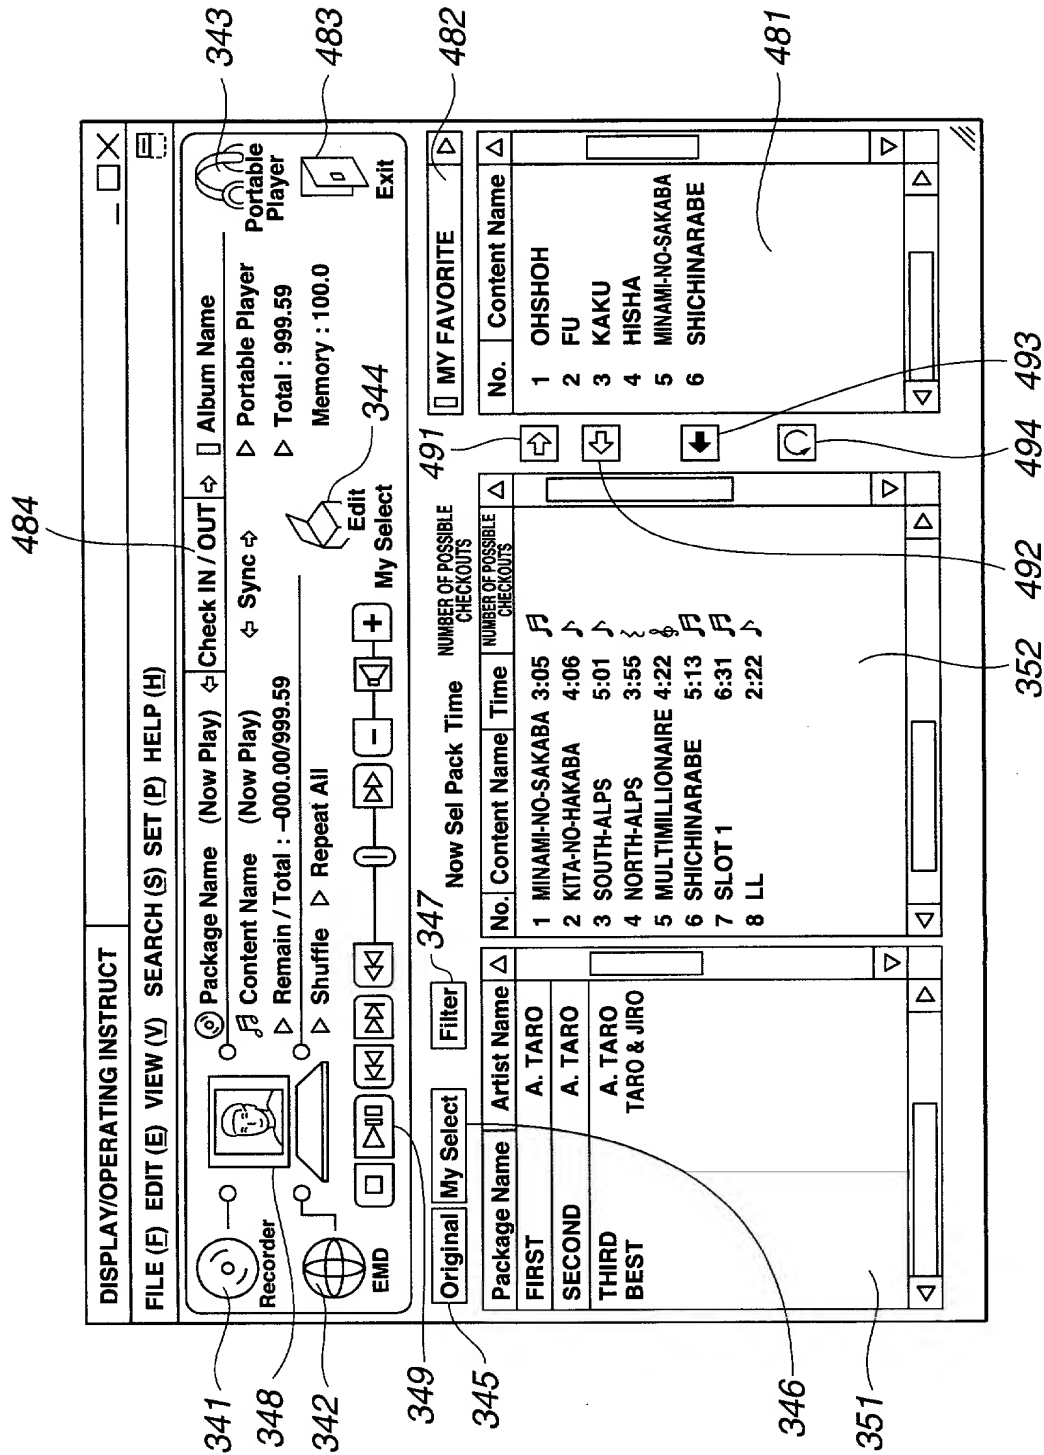 484
343
483
482
481
DISPLAY/OPERATING INSTRUCT
FILE (F) EDIT (E) VIEW (V) SEARCH (S) SET (P) HELP (H)
Package Name (Now Play)
Check IN / OUT
Album Name
Content Name (Now Play)
Sync
Portable Player
Remain / Total : –000.00/999.59
Total : 999.59
Shuffle
Repeat All
Memory : 100.0
Portable
Player
Exit
Recorder
EMD
Edit
My Select
344
341
348
342
349
345
346
351
347
491
Original
My Select
Filter
Now Sel Pack Time
NUMBER OF POSSIBLE
CHECKOUTS
MY FAVORITE
Package Name Artist Name
FIRST A. TARO
SECOND A. TARO
THIRD A. TARO
BEST TARO & JIRO
No. Content Name Time NUMBER OF POSSIBLE
CHECKOUTS
1 MINAMI-NO-SAKABA 3:05
2 KITA-NO-HAKABA 4:06
3 SOUTH-ALPS 5:01
4 NORTH-ALPS 3:55
5 MULTIMILLIONAIRE 4:22
6 SHICHINARABE 5:13
7 SLOT 1 6:31
8 LL 2:22
No. Content Name
1 OHSHOH
2 FU
3 KAKU
4 HISHA
5 MINAMI-NO-SAKABA
6 SHICHINARABE
352
492
494
493